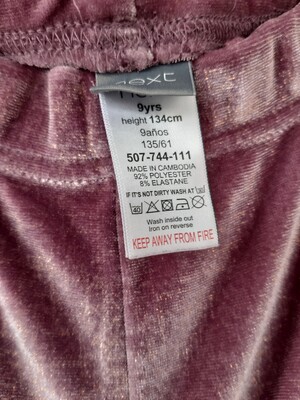 next
9yrs
height 134cm
9años
135/61
507-744-111
MADE IN CAMBODIA
92% POLYESTER
8% ELASTANE
IF IT'S NOT DIRTY WASH AT
40
Wash inside out
Iron on reverse
KEEP AWAY FROM FIRE